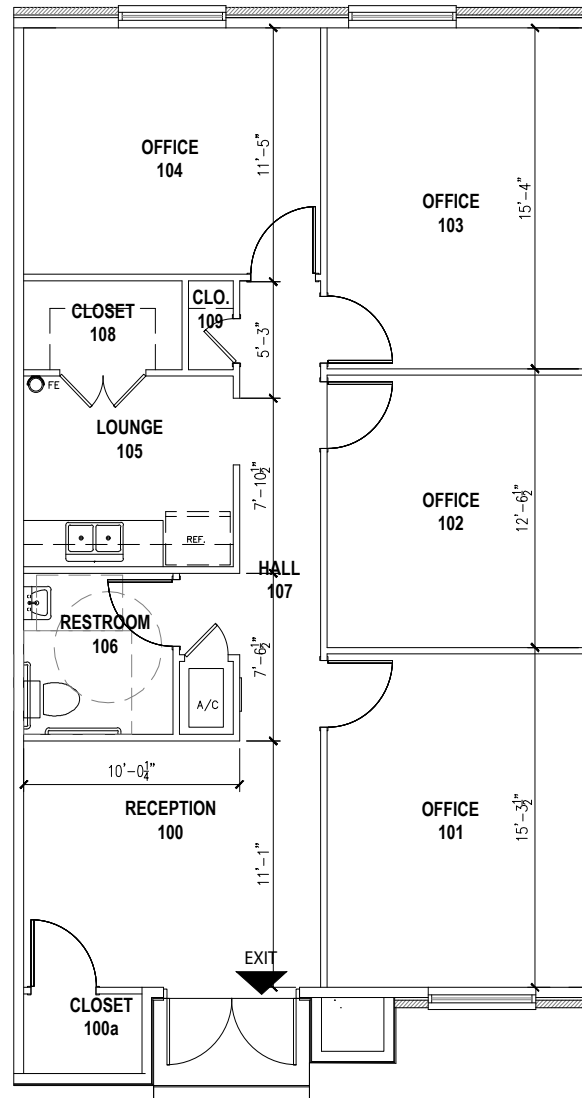 OFFICE
104
11'-5"
OFFICE
103
15'-4"
CLOSET
108
CLO.
109
5'-3"
FE
LOUNGE
105
7'-10½"
OFFICE
102
12'-6½"
REF.
HALL
107
RESTROOM
106
7'-6½"
A/C
10'-0¼"
RECEPTION
100
11'-1"
OFFICE
101
15'-3½"
EXIT
CLOSET
100a